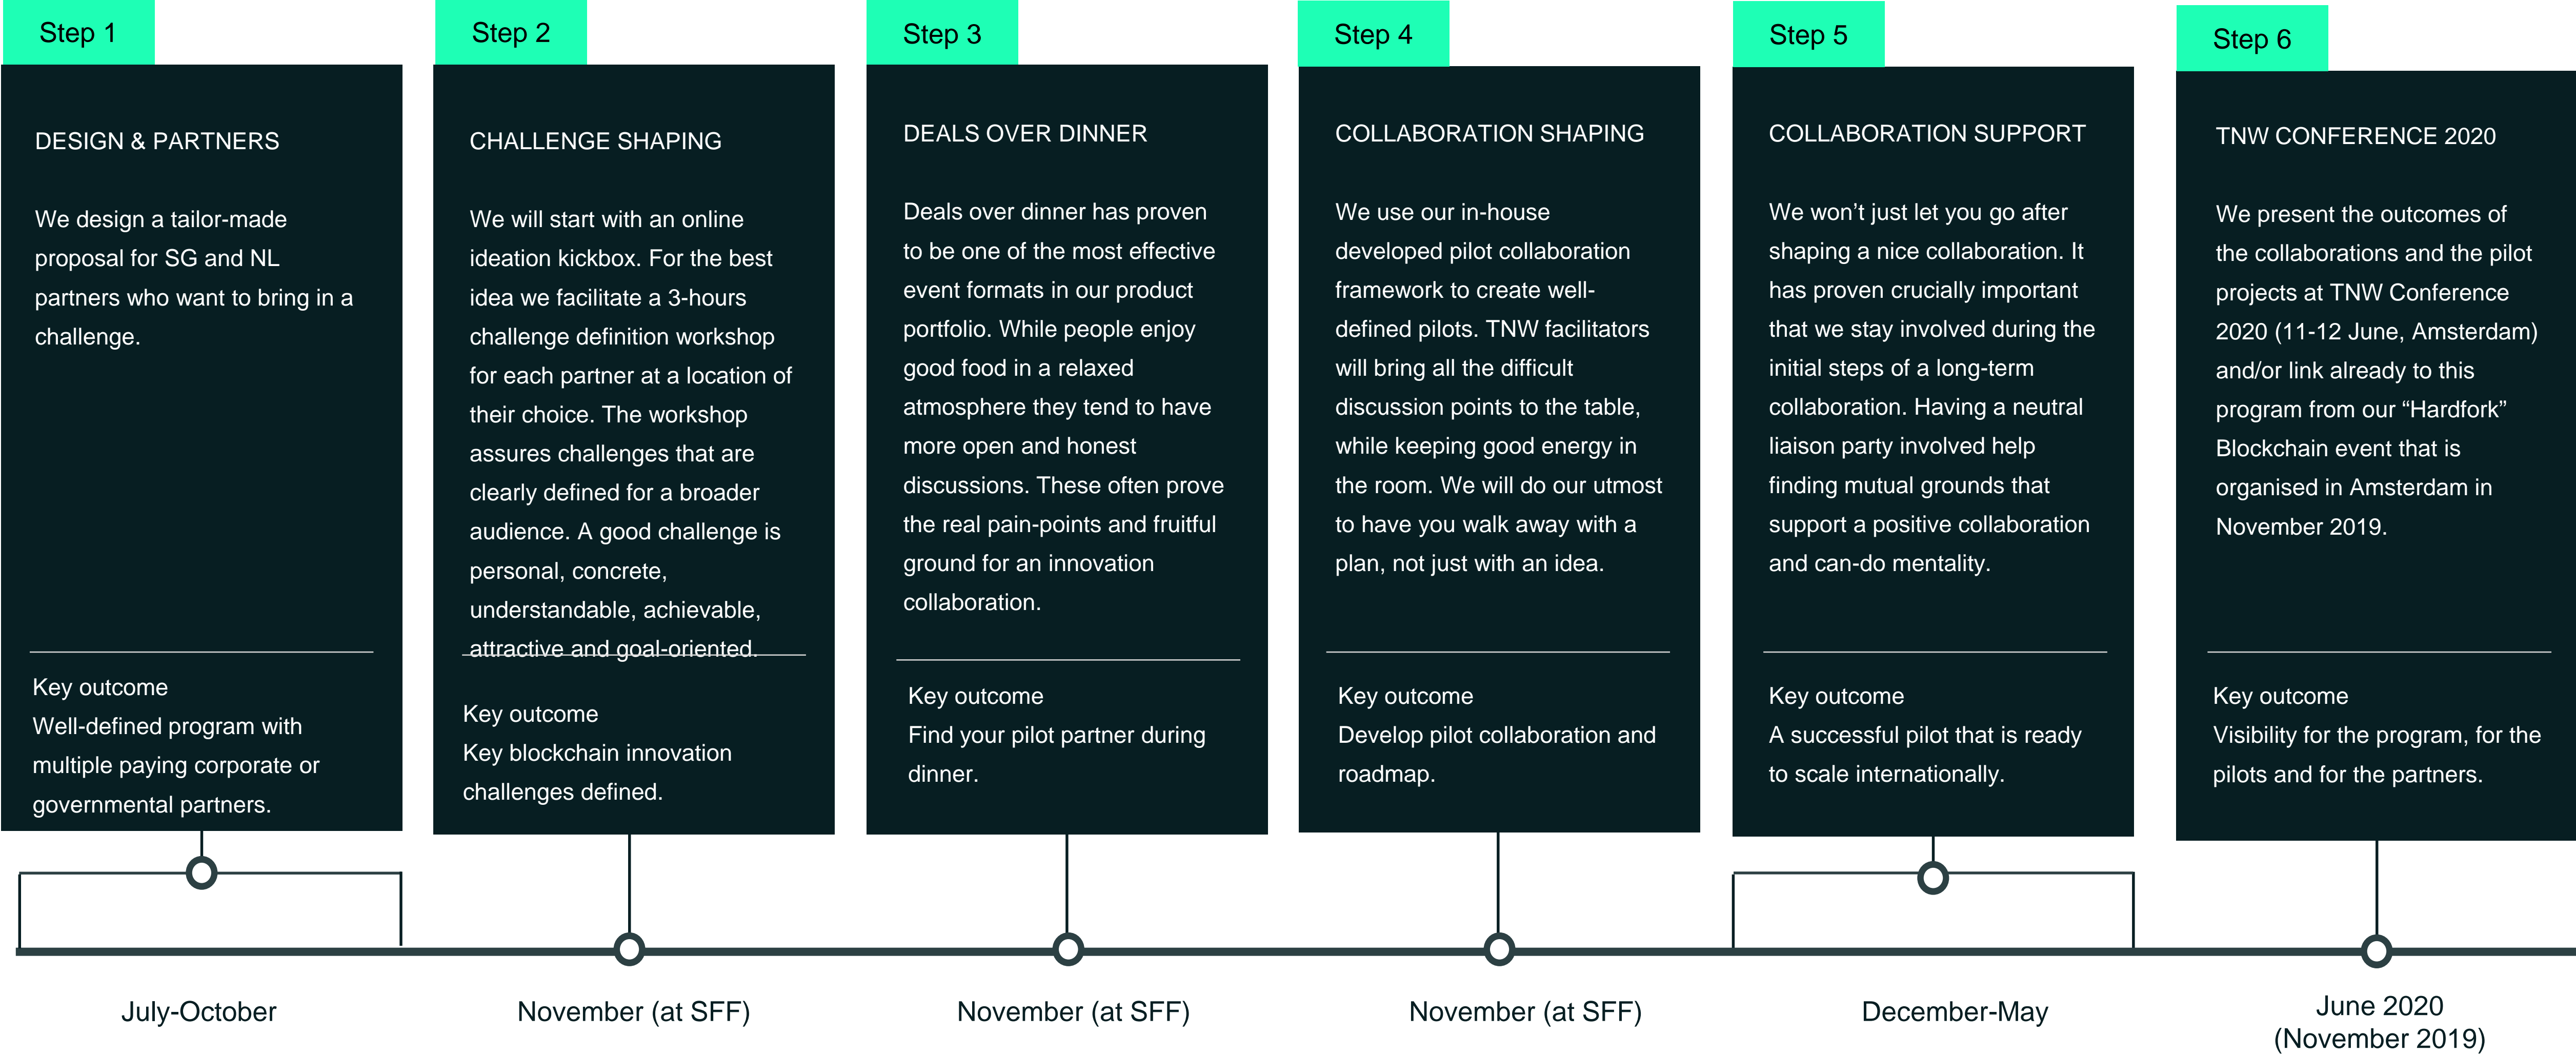 Step 1
DESIGN & PARTNERS
We design a tailor-made
proposal for SG and NL
partners who want to bring in a
challenge.
Key outcome
Well-defined program with
multiple paying corporate or
governmental partners.
July-October
Step 2
CHALLENGE SHAPING
We will start with an online
ideation kickbox. For the best
idea we facilitate a 3-hours
challenge definition workshop
for each partner at a location of
their choice. The workshop
assures challenges that are
clearly defined for a broader
audience. A good challenge is
personal, concrete,
understandable, achievable,
attractive and goal-oriented.
Key outcome
Key blockchain innovation
challenges defined.
November (at SFF)
Step 3
DEALS OVER DINNER
Deals over dinner has proven
to be one of the most effective
event formats in our product
portfolio. While people enjoy
good food in a relaxed
atmosphere they tend to have
more open and honest
discussions. These often prove
the real pain-points and fruitful
ground for an innovation
collaboration.
Key outcome
Find your pilot partner during
dinner.
November (at SFF)
Step 4
COLLABORATION SHAPING
We use our in-house
developed pilot collaboration
framework to create well-
defined pilots. TNW facilitators
will bring all the difficult
discussion points to the table,
while keeping good energy in
the room. We will do our utmost
to have you walk away with a
plan, not just with an idea.
Key outcome
Develop pilot collaboration and
roadmap.
November (at SFF)
Step 5
COLLABORATION SUPPORT
We won’t just let you go after
shaping a nice collaboration. It
has proven crucially important
that we stay involved during the
initial steps of a long-term
collaboration. Having a neutral
liaison party involved help
finding mutual grounds that
support a positive collaboration
and can-do mentality.
Key outcome
A successful pilot that is ready
to scale internationally.
December-May
Step 6
TNW CONFERENCE 2020
We present the outcomes of
the collaborations and the pilot
projects at TNW Conference
2020 (11-12 June, Amsterdam)
and/or link already to this
program from our “Hardfork”
Blockchain event that is
organised in Amsterdam in
November 2019.
Key outcome
Visibility for the program, for the
pilots and for the partners.
June 2020
(November 2019)